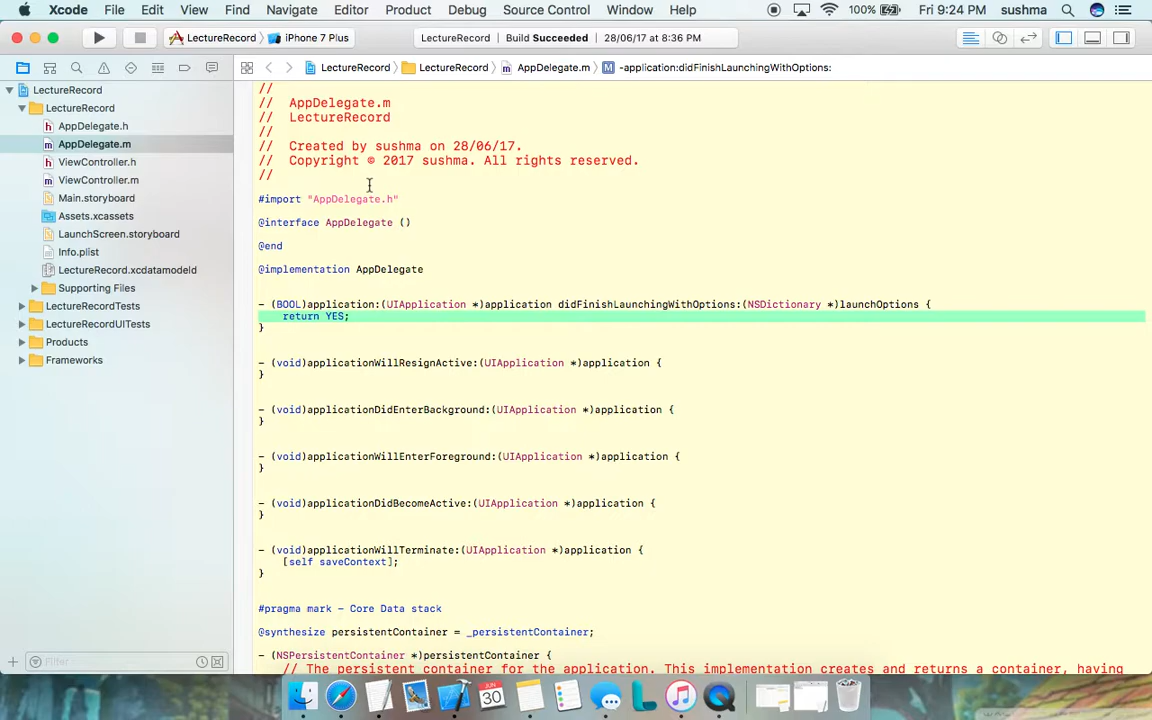 Xcode File Edit View Find Navigate Editor Product Debug Source Control Window Help 100% Fri 9:24 PM sushma
LectureRecord iPhone 7 Plus LectureRecord | Build Succeeded | 28/06/17 at 8:36 PM
LectureRecord LectureRecord AppDelegate.m M -application:didFinishLaunchingWithOptions:
LectureRecord
LectureRecord
h AppDelegate.h
m AppDelegate.m
h ViewController.h
m ViewController.m
Main.storyboard
Assets.xcassets
LaunchScreen.storyboard
Info.plist
LectureRecord.xcdatamodeld
Supporting Files
LectureRecordTests
LectureRecordUITests
Products
Frameworks
Filter
//
// AppDelegate.m
// LectureRecord
//
// Created by sushma on 28/06/17.
// Copyright © 2017 sushma. All rights reserved.
//
#import "AppDelegate.h"
@interface AppDelegate ()
@end
@implementation AppDelegate
- (BOOL)application:(UIApplication *)application didFinishLaunchingWithOptions:(NSDictionary *)launchOptions {
return YES;
}
- (void)applicationWillResignActive:(UIApplication *)application {
}
- (void)applicationDidEnterBackground:(UIApplication *)application {
}
- (void)applicationWillEnterForeground:(UIApplication *)application {
}
- (void)applicationDidBecomeActive:(UIApplication *)application {
}
- (void)applicationWillTerminate:(UIApplication *)application {
[self saveContext];
}
#pragma mark - Core Data stack
@synthesize persistentContainer = _persistentContainer;
- (NSPersistentContainer *)persistentContainer {
// The persistent container for the application. This implementation creates and returns a container, having
JUN
30